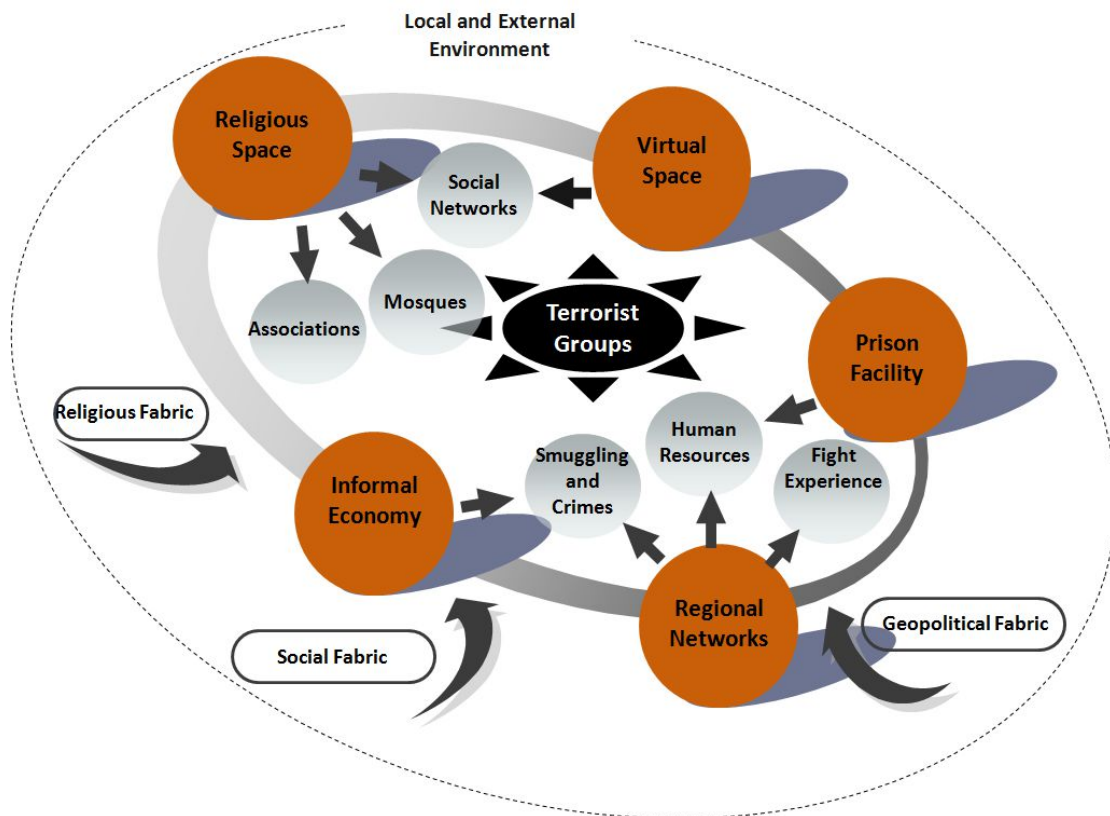 Local and External
Environment
Religious
Space
Virtual
Space
Social
Networks
Mosques
Associations
Terrorist
Groups
Prison
Facility
Religious Fabric
Human
Resources
Fight
Experience
Smuggling
and
Crimes
Informal
Economy
Regional
Networks
Geopolitical Fabric
Social Fabric